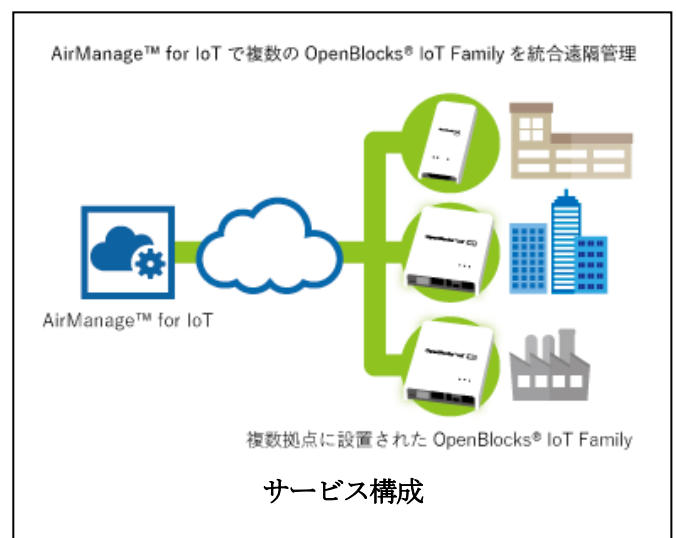 AirManage™ for IoT で複数の OpenBlocks® IoT Family を統合遠隔管理
AirManage™ for IoT
複数拠点に設置された OpenBlocks® IoT Family
サービス構成